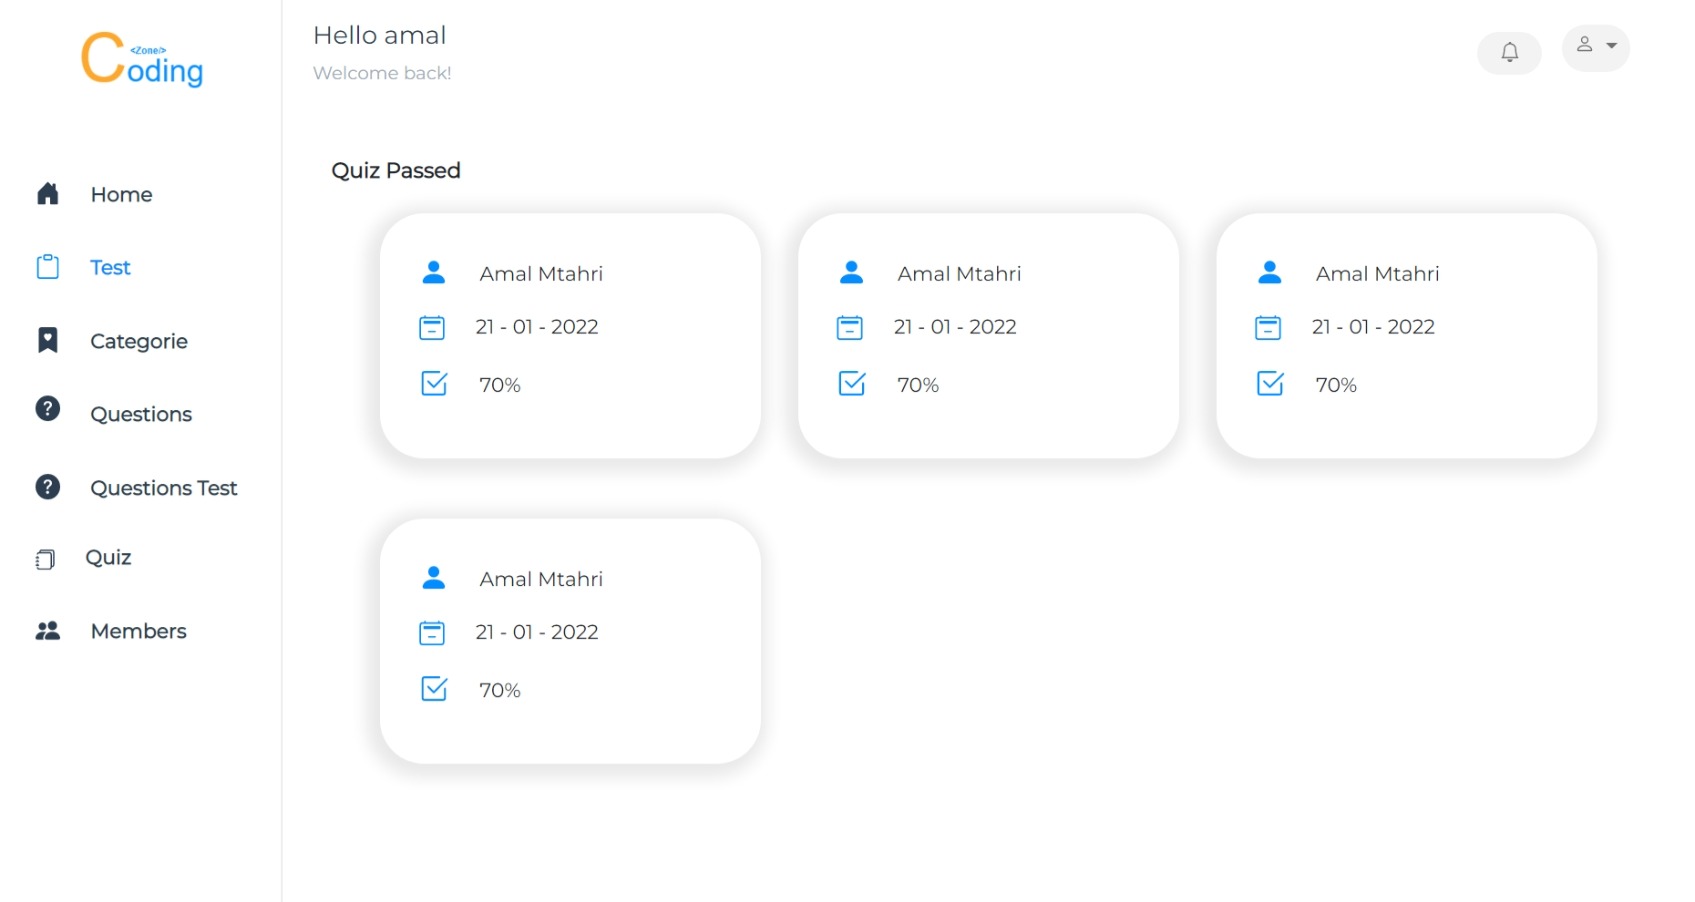 <Zone/>
Coding
Hello amal
Welcome back!
Home
Test
Categorie
Questions
Questions Test
Quiz
Members
Quiz Passed
Amal Mtahri
21 - 01 - 2022
70%
Amal Mtahri
21 - 01 - 2022
70%
Amal Mtahri
21 - 01 - 2022
70%
Amal Mtahri
21 - 01 - 2022
70%